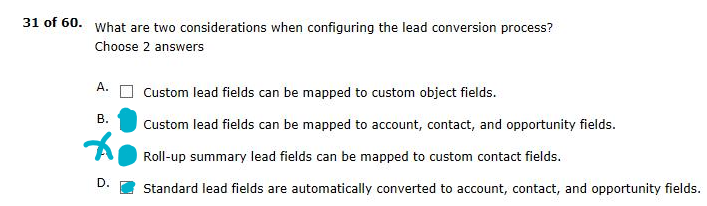 31 of 60. What are two considerations when configuring the lead conversion process?
Choose 2 answers
A. Custom lead fields can be mapped to custom object fields.
B. Custom lead fields can be mapped to account, contact, and opportunity fields.
Roll-up summary lead fields can be mapped to custom contact fields.
D. Standard lead fields are automatically converted to account, contact, and opportunity fields.